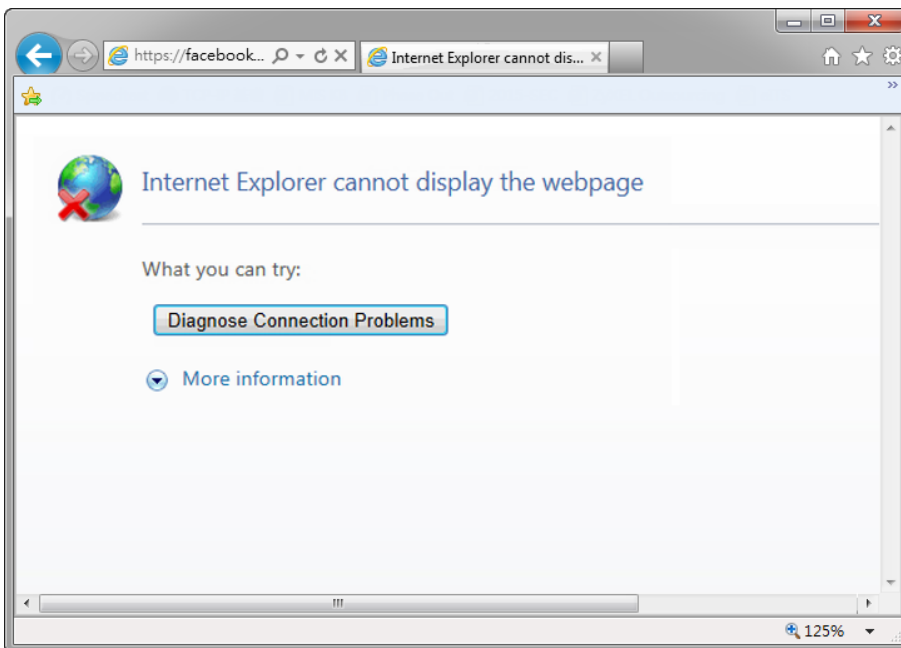 https://facebook...
Internet Explorer cannot dis...
Internet Explorer cannot display the webpage
What you can try:
Diagnose Connection Problems
More information
125%